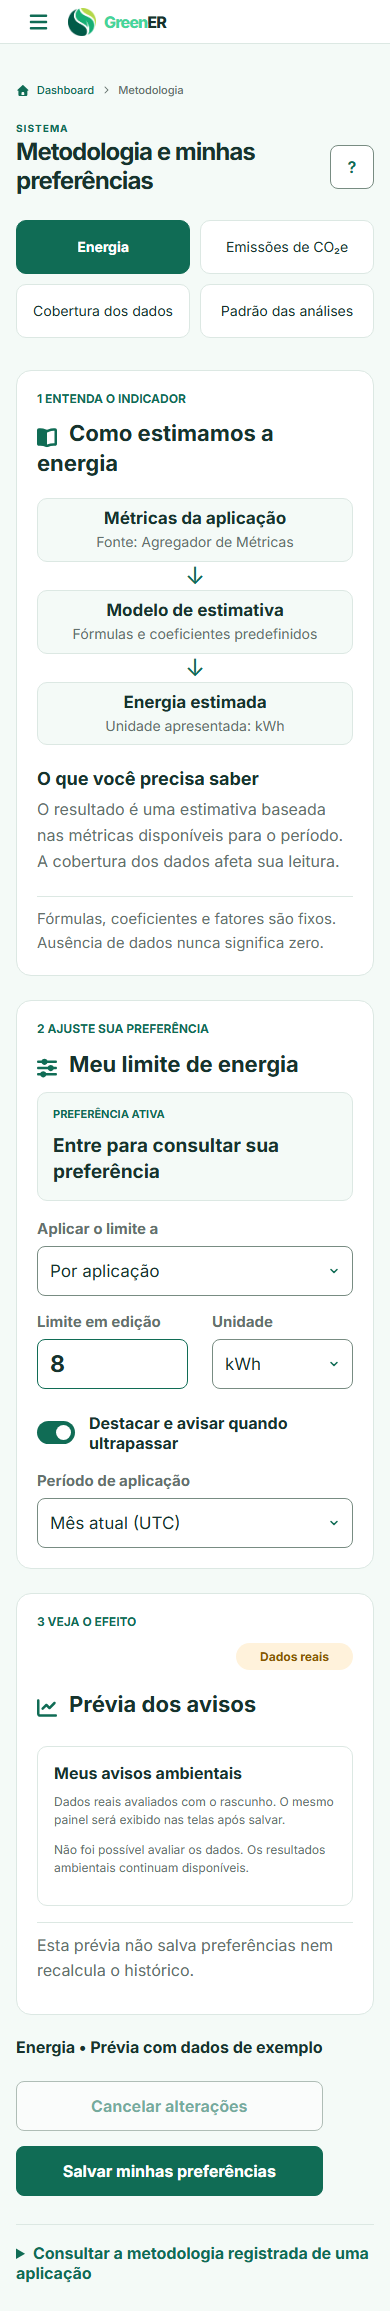 GreenER
Dashboard > Metodologia
SISTEMA
Metodologia e minhas
preferências
?
Energia
Emissões de CO₂e
Cobertura dos dados
Padrão das análises
1 ENTENDA O INDICADOR
Como estimamos a
energia
Métricas da aplicação
Fonte: Agregador de Métricas
Modelo de estimativa
Fórmulas e coeficientes predefinidos
Energia estimada
Unidade apresentada: kWh
O que você precisa saber
O resultado é uma estimativa baseada
nas métricas disponíveis para o período.
A cobertura dos dados afeta sua leitura.
Fórmulas, coeficientes e fatores são fixos.
Ausência de dados nunca significa zero.
2 AJUSTE SUA PREFERÊNCIA
Meu limite de energia
PREFERÊNCIA ATIVA
Entre para consultar sua
preferência
Aplicar o limite a
Por aplicação
Limite em edição
Unidade
8
kWh
Destacar e avisar quando
ultrapassar
Período de aplicação
Mês atual (UTC)
3 VEJA O EFEITO
Dados reais
Prévia dos avisos
Meus avisos ambientais
Dados reais avaliados com o rascunho. O mesmo
painel será exibido nas telas após salvar.
Não foi possível avaliar os dados. Os resultados
ambientais continuam disponíveis.
Esta prévia não salva preferências nem
recalcula o histórico.
Energia • Prévia com dados de exemplo
Cancelar alterações
Salvar minhas preferências
Consultar a metodologia registrada de uma
aplicação